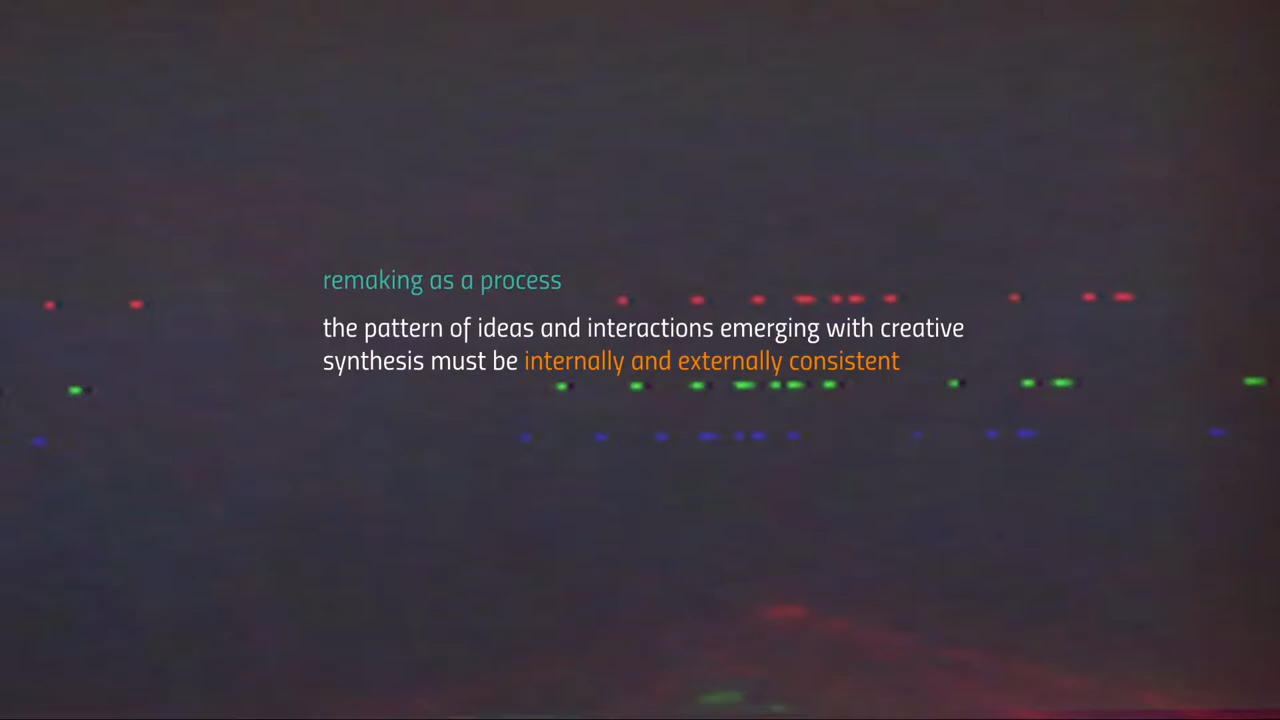 remaking as a process
the pattern of ideas and interactions emerging with creative
synthesis must be internally and externally consistent